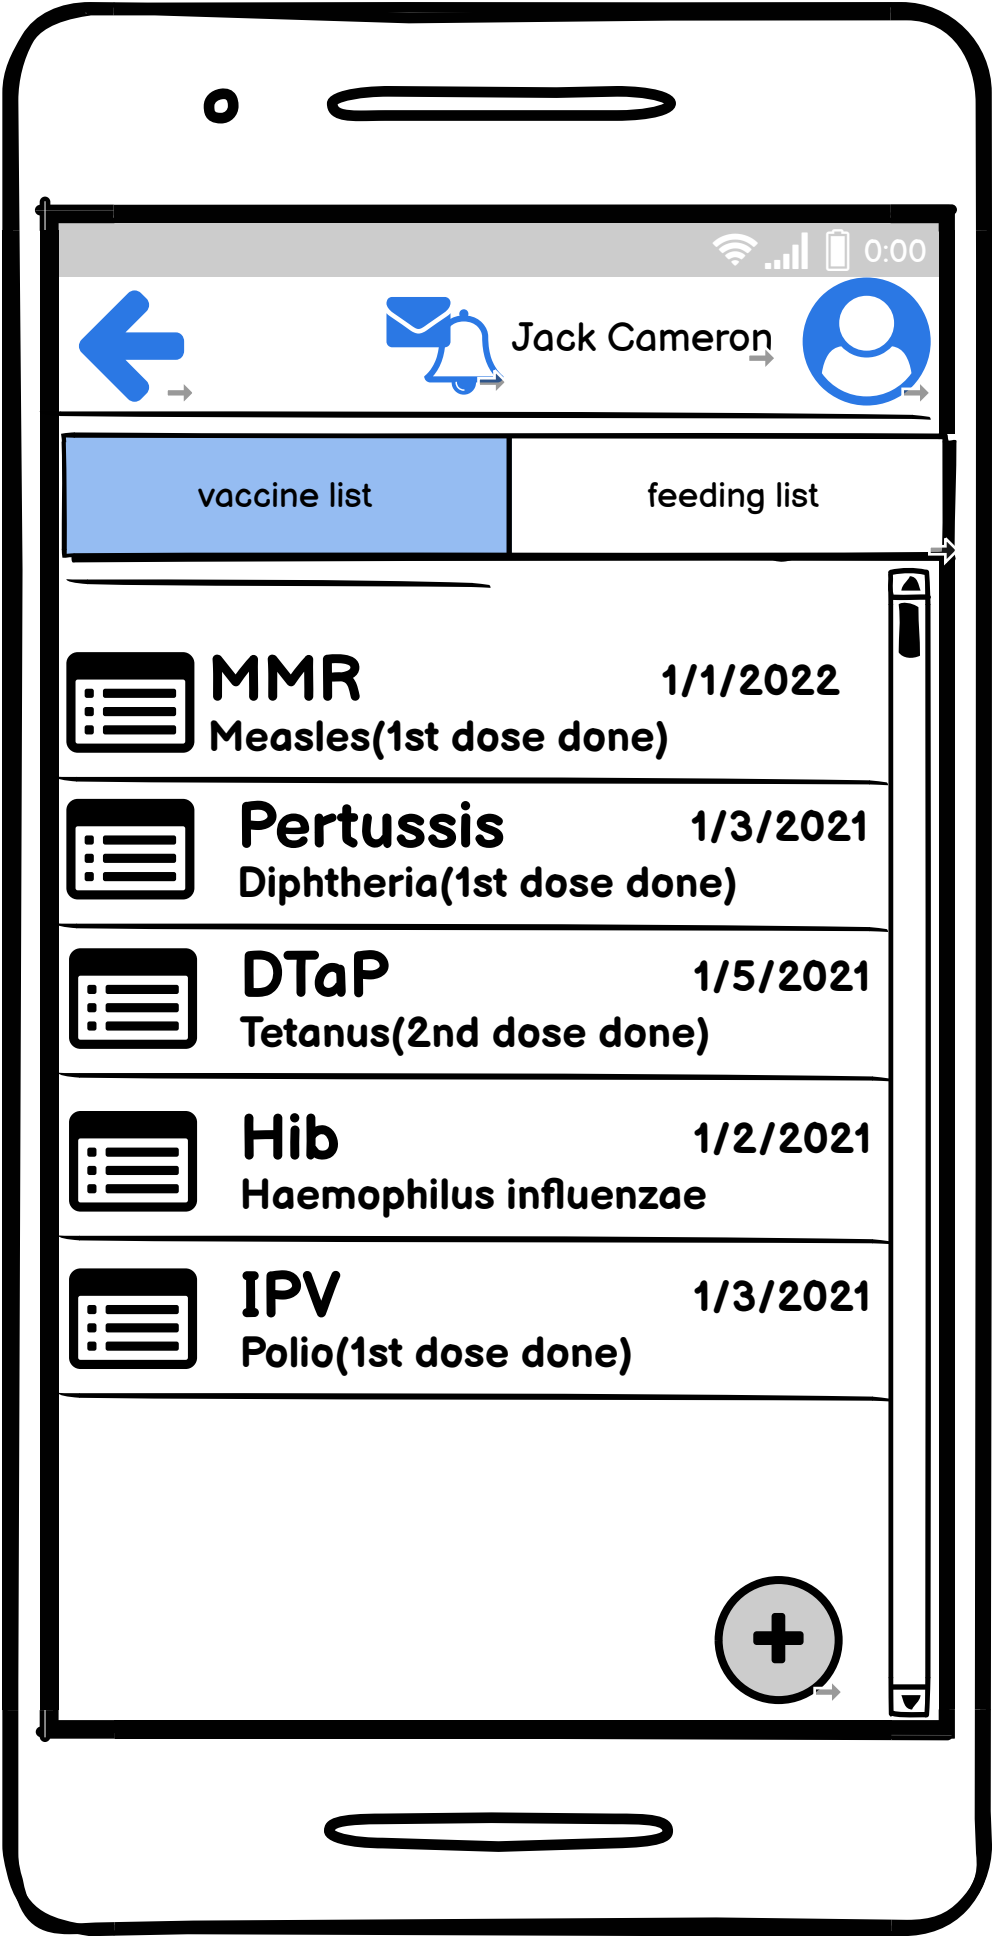 0:00
Jack Cameron
vaccine list
feeding list
MMR
1/1/2022
Measles(1st dose done)
Pertussis
1/3/2021
Diphtheria(1st dose done)
DTaP
1/5/2021
Tetanus(2nd dose done)
Hib
1/2/2021
Haemophilus influenzae
IPV
1/3/2021
Polio(1st dose done)